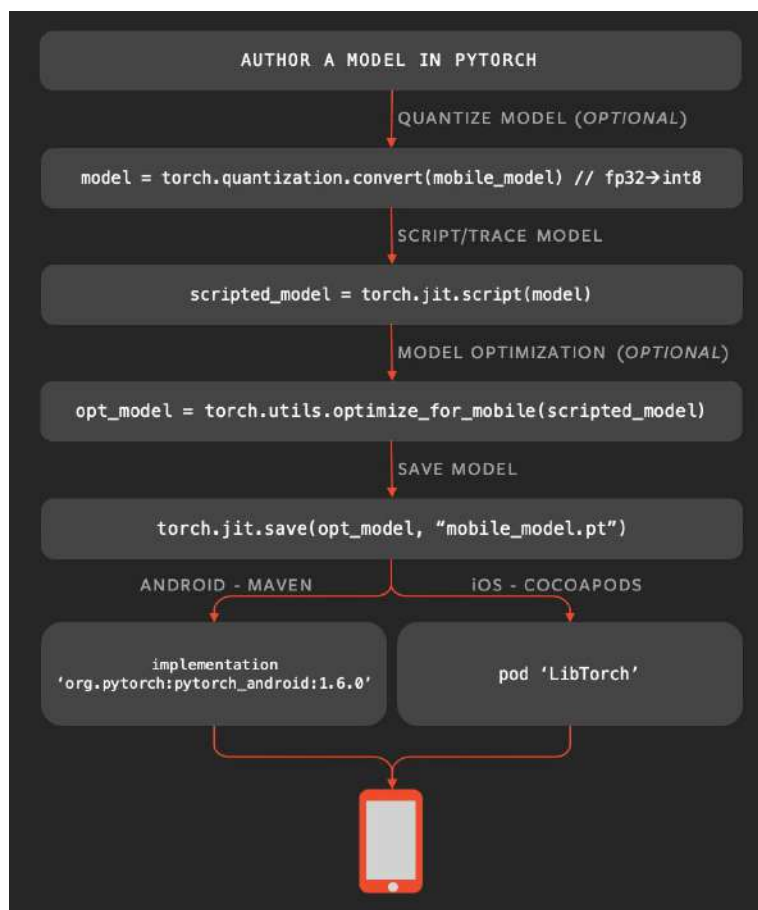 AUTHOR A MODEL IN PYTORCH
QUANTIZE MODEL (OPTIONAL)
model = torch.quantization.convert(mobile_model) // fp32→int8
SCRIPT/TRACE MODEL
scripted_model = torch.jit.script(model)
MODEL OPTIMIZATION (OPTIONAL)
opt_model = torch.utils.optimize_for_mobile(scripted_model)
SAVE MODEL
torch.jit.save(opt_model, “mobile_model.pt”)
ANDROID - MAVEN
iOS - COCOAPODS
implementation
‘org.pytorch:pytorch_android:1.6.0’
pod ‘LibTorch’